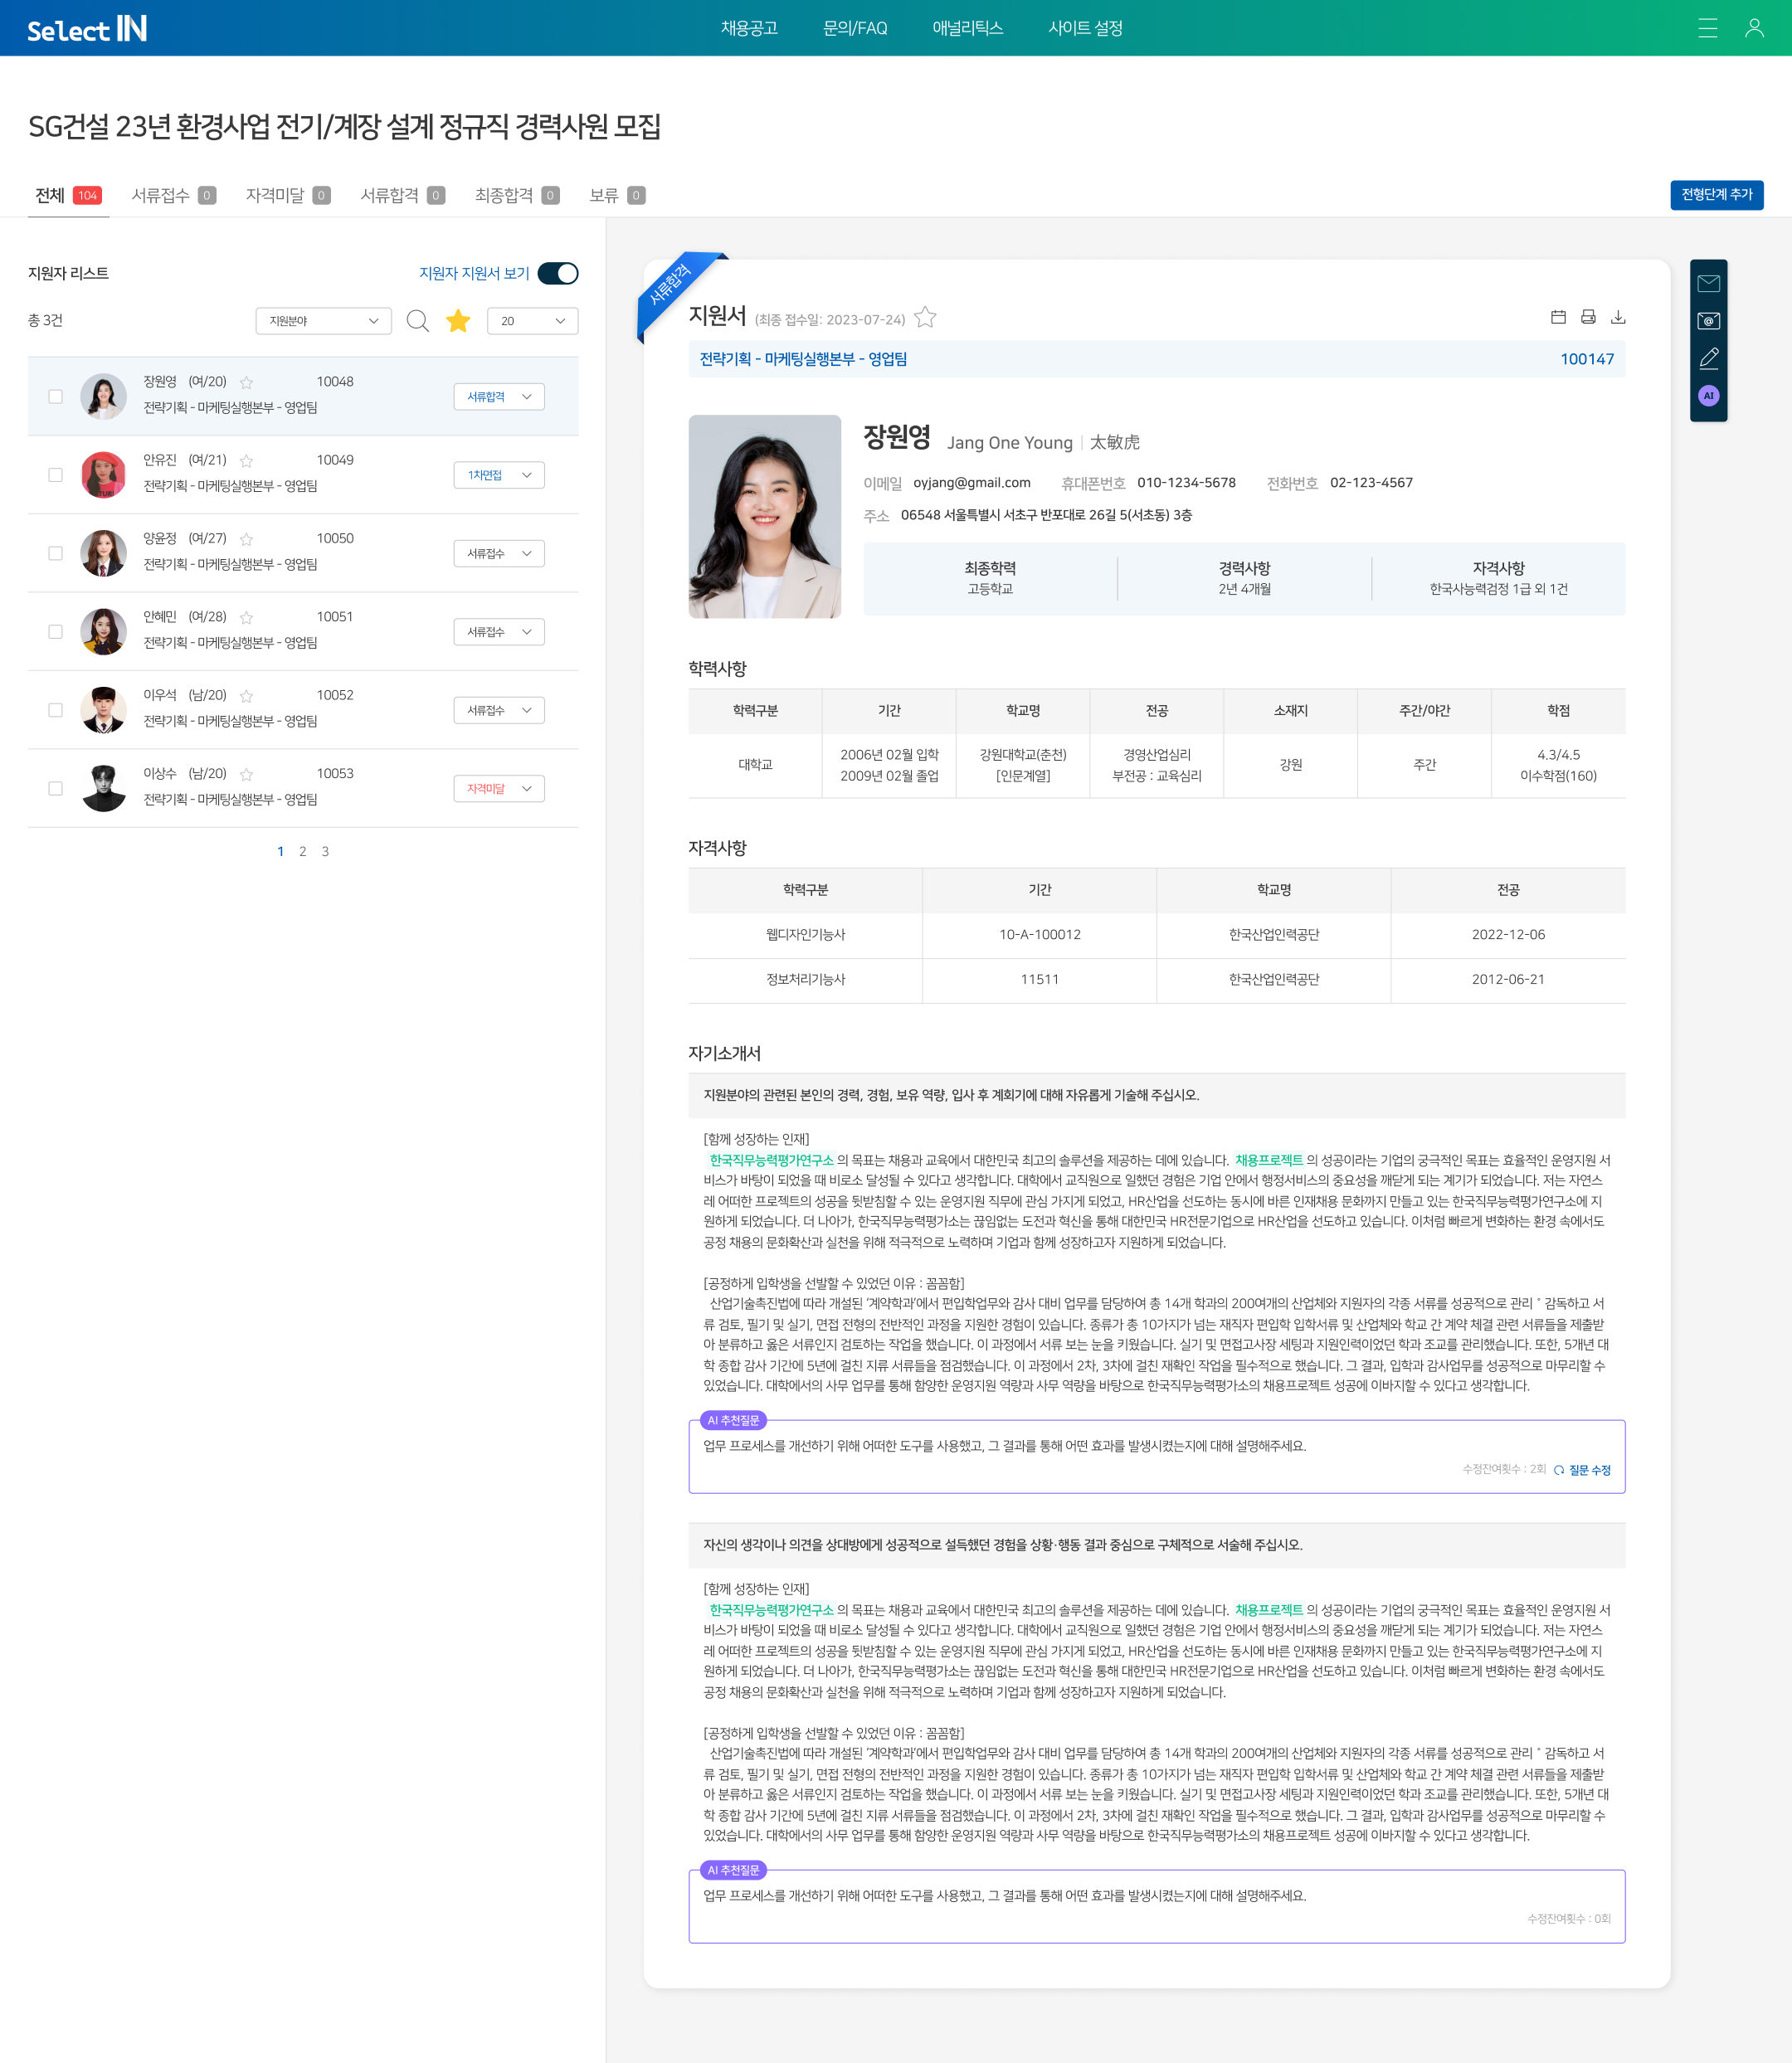 Select IN
채용공고 문의/FAQ 애널리틱스 사이트 설정
SG건설 23년 환경사업 전기/계장 설계 정규직 경력사원 모집
전체 104 서류접수 0 자격미달 0 서류합격 0 최종합격 0 보류 0
전형단계 추가
지원자 리스트 지원자 지원서 보기
총 3건 지원분야 20
장원영 (여/20) 10048
전략기획 - 마케팅실행본부 - 영업팀
서류합격
안유진 (여/21) 10049
전략기획 - 마케팅실행본부 - 영업팀
1차면접
양윤정 (여/27) 10050
전략기획 - 마케팅실행본부 - 영업팀
서류접수
안혜민 (여/28) 10051
전략기획 - 마케팅실행본부 - 영업팀
서류접수
이우석 (남/20) 10052
전략기획 - 마케팅실행본부 - 영업팀
서류접수
이상수 (남/20) 10053
전략기획 - 마케팅실행본부 - 영업팀
자격미달
1 2 3
서류합격
지원서 (최종 접수일: 2023-07-24)
전략기획 - 마케팅실행본부 - 영업팀 100147
AI
장원영 Jang One Young 太敏虎
이메일 oyjang@gmail.com 휴대폰번호 010-1234-5678 전화번호 02-123-4567
주소 06548 서울특별시 서초구 반포대로 26길 5(서초동) 3층
최종학력 경력사항 자격사항
고등학교 2년 4개월 한국사능력검정 1급 외 1건
학력사항
학력구분 기간 학교명 전공 소재지 주간/야간 학점
대학교 2006년 02월 입학 강원대학교(춘천) 경영산업심리 강원 주간 4.3/4.5
2009년 02월 졸업 [인문계열] 부전공 : 교육심리 이수학점(160)
자격사항
학력구분 기간 학교명 전공
웹디자인기능사 10-A-100012 한국산업인력공단 2022-12-06
정보처리기능사 11511 한국산업인력공단 2012-06-21
자기소개서
지원분야의 관련된 본인의 경력, 경험, 보유 역량, 입사 후 계회기에 대해 자유롭게 기술해 주십시오.
[함께 성장하는 인재]
한국직무능력평가연구소 의 목표는 채용과 교육에서 대한민국 최고의 솔루션을 제공하는 데에 있습니다. 채용프로젝트 의 성공이라는 기업의 궁극적인 목표는 효율적인 운영지원 서
비스가 바탕이 되었을 때 비로소 달성될 수 있다고 생각합니다. 대학에서 교직원으로 일했던 경험은 기업 안에서 행정서비스의 중요성을 깨닫게 되는 계기가 되었습니다. 저는 자연스
레 어떠한 프로젝트의 성공을 뒷받침할 수 있는 운영지원 직무에 관심 가지게 되었고, HR산업을 선도하는 동시에 바른 인재채용 문화까지 만들고 있는 한국직무능력평가연구소에 지
원하게 되었습니다. 더 나아가, 한국직무능력평가소는 끊임없는 도전과 혁신을 통해 대한민국 HR전문기업으로 HR산업을 선도하고 있습니다. 이처럼 빠르게 변화하는 환경 속에서도
공정 채용의 문화확산과 실천을 위해 적극적으로 노력하며 기업과 함께 성장하고자 지원하게 되었습니다.
[공정하게 입학생을 선발할 수 있었던 이유 : 꼼꼼함]
산업기술촉진법에 따라 개설된 '계약학과'에서 편입학업무와 감사 대비 업무를 담당하여 총 14개 학과의 200여개의 산업체와 지원자의 각종 서류를 성공적으로 관리 ˚ 감독하고 서
류 검토, 필기 및 실기, 면접 전형의 전반적인 과정을 지원한 경험이 있습니다. 종류가 총 10가지가 넘는 재직자 편입학 입학서류 및 산업체와 학교 간 계약 체결 관련 서류들을 제출받
아 분류하고 옳은 서류인지 검토하는 작업을 했습니다. 이 과정에서 서류 보는 눈을 키웠습니다. 실기 및 면접고사장 세팅과 지원인력이었던 학과 조교를 관리했습니다. 또한, 5개년 대
학 종합 감사 기간에 5년에 걸친 지류 서류들을 점검했습니다. 이 과정에서 2차, 3차에 걸친 재확인 작업을 필수적으로 했습니다. 그 결과, 입학과 감사업무를 성공적으로 마무리할 수
있었습니다. 대학에서의 사무 업무를 통해 함양한 운영지원 역량과 사무 역량을 바탕으로 한국직무능력평가소의 채용프로젝트 성공에 이바지할 수 있다고 생각합니다.
AI 추천질문
업무 프로세스를 개선하기 위해 어떠한 도구를 사용했고, 그 결과를 통해 어떤 효과를 발생시켰는지에 대해 설명해주세요.
수정잔여횟수 : 2회 질문 수정
자신의 생각이나 의견을 상대방에게 성공적으로 설득했던 경험을 상황·행동 결과 중심으로 구체적으로 서술해 주십시오.
[함께 성장하는 인재]
한국직무능력평가연구소 의 목표는 채용과 교육에서 대한민국 최고의 솔루션을 제공하는 데에 있습니다. 채용프로젝트 의 성공이라는 기업의 궁극적인 목표는 효율적인 운영지원 서
비스가 바탕이 되었을 때 비로소 달성될 수 있다고 생각합니다. 대학에서 교직원으로 일했던 경험은 기업 안에서 행정서비스의 중요성을 깨닫게 되는 계기가 되었습니다. 저는 자연스
레 어떠한 프로젝트의 성공을 뒷받침할 수 있는 운영지원 직무에 관심 가지게 되었고, HR산업을 선도하는 동시에 바른 인재채용 문화까지 만들고 있는 한국직무능력평가연구소에 지
원하게 되었습니다. 더 나아가, 한국직무능력평가소는 끊임없는 도전과 혁신을 통해 대한민국 HR전문기업으로 HR산업을 선도하고 있습니다. 이처럼 빠르게 변화하는 환경 속에서도
공정 채용의 문화확산과 실천을 위해 적극적으로 노력하며 기업과 함께 성장하고자 지원하게 되었습니다.
[공정하게 입학생을 선발할 수 있었던 이유 : 꼼꼼함]
산업기술촉진법에 따라 개설된 '계약학과'에서 편입학업무와 감사 대비 업무를 담당하여 총 14개 학과의 200여개의 산업체와 지원자의 각종 서류를 성공적으로 관리 ˚ 감독하고 서
류 검토, 필기 및 실기, 면접 전형의 전반적인 과정을 지원한 경험이 있습니다. 종류가 총 10가지가 넘는 재직자 편입학 입학서류 및 산업체와 학교 간 계약 체결 관련 서류들을 제출받
아 분류하고 옳은 서류인지 검토하는 작업을 했습니다. 이 과정에서 서류 보는 눈을 키웠습니다. 실기 및 면접고사장 세팅과 지원인력이었던 학과 조교를 관리했습니다. 또한, 5개년 대
학 종합 감사 기간에 5년에 걸친 지류 서류들을 점검했습니다. 이 과정에서 2차, 3차에 걸친 재확인 작업을 필수적으로 했습니다. 그 결과, 입학과 감사업무를 성공적으로 마무리할 수
있었습니다. 대학에서의 사무 업무를 통해 함양한 운영지원 역량과 사무 역량을 바탕으로 한국직무능력평가소의 채용프로젝트 성공에 이바지할 수 있다고 생각합니다.
AI 추천질문
업무 프로세스를 개선하기 위해 어떠한 도구를 사용했고, 그 결과를 통해 어떤 효과를 발생시켰는지에 대해 설명해주세요.
수정잔여횟수 : 0회